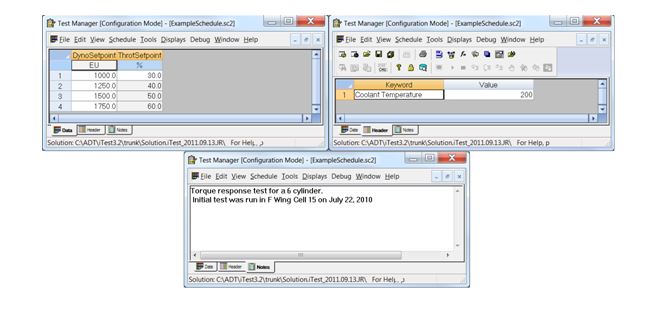 Test Manager [Configuration Mode] - [ExampleSchedule.sc2]
File Edit View Schedule Tools Displays Debug Window Help
DynoSetpoint ThrotSetpoint
EU %
1 1000.0 30.0
2 1250.0 40.0
3 1500.0 50.0
4 1750.0 60.0
Data Header Notes
Solution: C:\ADT\iTest3.2\trunk\Solution.iTest_2011.09.13.JR\ For Help,
Test Manager [Configuration Mode] - [ExampleSchedule.sc2]
File Edit View Schedule Tools Displays Debug Window Help
Keyword Value
1 Coolant Temperature 200
Data Header Notes
Solution: C:\ADT\iTest3.2\trunk\Solution.iTest_2011.09.13.JR\ For Help, p
Test Manager [Configuration Mode] - [ExampleSchedule.sc2]
File Edit View Schedule Tools Displays Debug Window Help
Torque response test for a 6 cylinder.
Initial test was run in F Wing Cell 15 on July 22, 2010
Data Header Notes
Solution: C:\ADT\iTest3.2\trunk\Solution.iTest_2011.09.13.JR\ For Help,